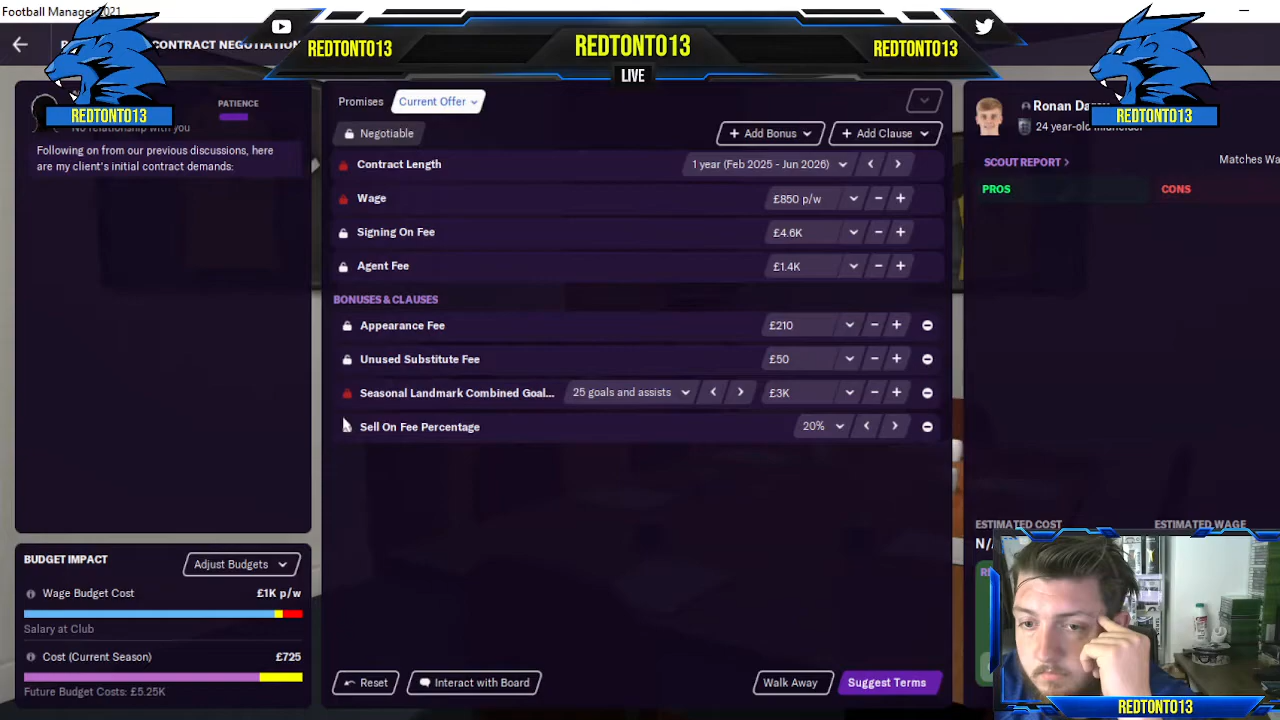 Football Manager 2021
CONTRACT NEGOTIATION
REDTONTO13
REDTONTO13
REDTONTO13
LIVE
REDTONTO13
REDTONTO13
PATIENCE
No relationship with you
Following on from our previous discussions, here
are my client's initial contract demands:
Promises
Current Offer
Negotiable
Add Bonus
Add Clause
Contract Length
1 year (Feb 2025 - Jun 2026)
Wage
£850 p/w
Signing On Fee
£4.6K
Agent Fee
£1.4K
BONUSES & CLAUSES
Appearance Fee
£210
Unused Substitute Fee
£50
Seasonal Landmark Combined Goal...
25 goals and assists
£3K
Sell On Fee Percentage
20%
Reset
Interact with Board
Walk Away
Suggest Terms
BUDGET IMPACT
Adjust Budgets
Wage Budget Cost
£1K p/w
Salary at Club
Cost (Current Season)
£725
Future Budget Costs: £5.25K
Ronan
24 year-old
SCOUT REPORT
Matches Wa
PROS
CONS
ESTIMATED COST
ESTIMATED WAGE
REDTONTO13